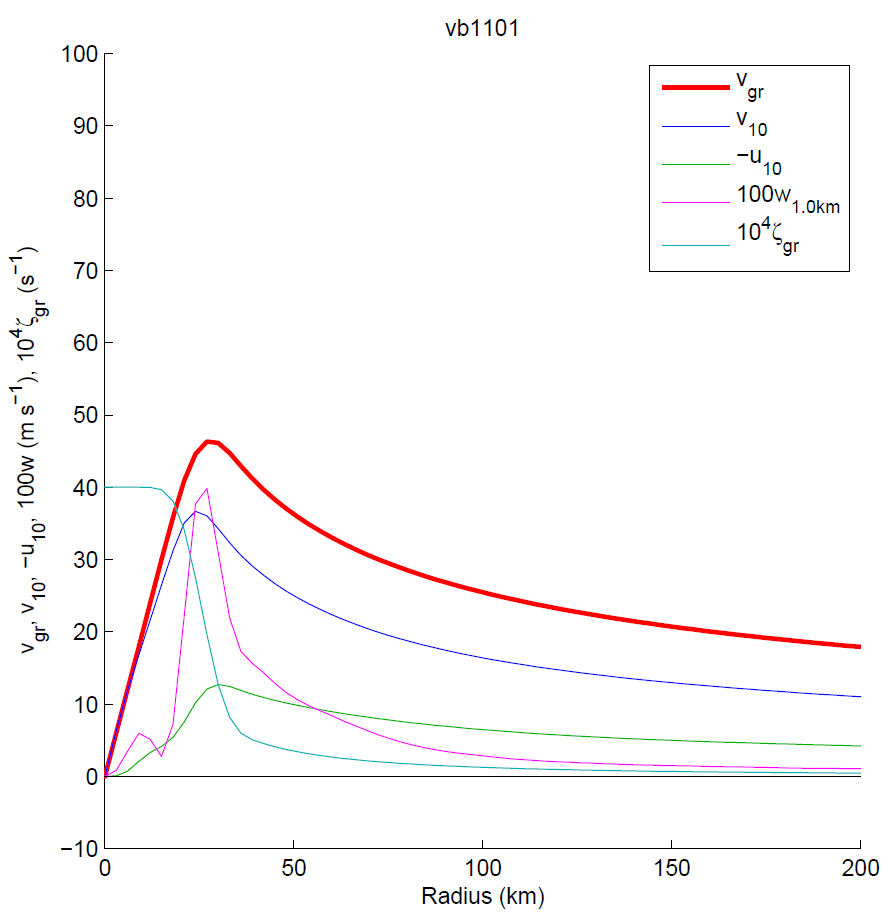 vb1101
100
90
80
70
60
50
40
30
20
10
0
−10
v_gr, v_10, −u_10, 100w (m s^−1), 10^4ζ_gr (s^−1)
v_gr
v_10
−u_10
100w_1.0km
10^4ζ_gr
0 50 100 150 200
Radius (km)